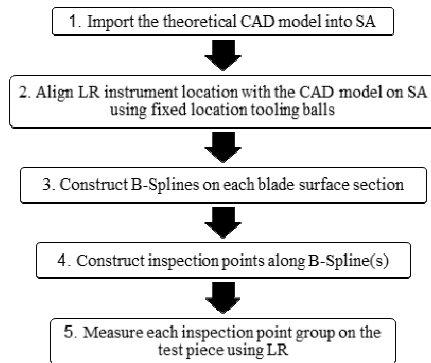 1. Import the theoretical CAD model into SA
2. Align LR instrument location with the CAD model on SA
using fixed location tooling balls
3. Construct B-Splines on each blade surface section
4. Construct inspection points along B-Spline(s)
5. Measure each inspection point group on the
test piece using LR